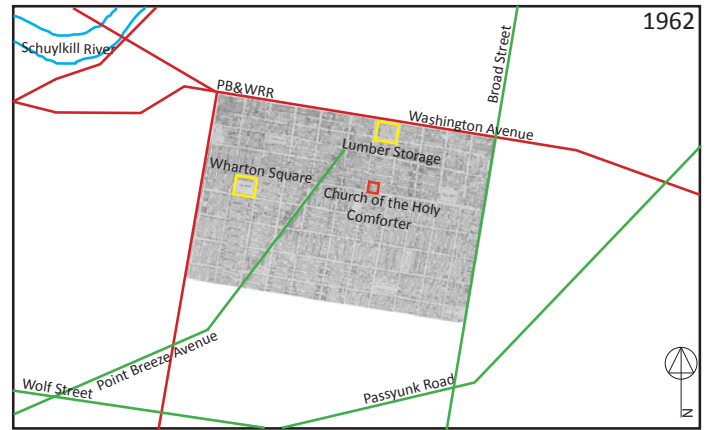 1962
Schuylkill River
Broad Street
PB&WRR
Washington Avenue
Lumber Storage
Wharton Square
Church of the Holy
Comforter
Point Breeze Avenue
Wolf Street
Passyunk Road
N